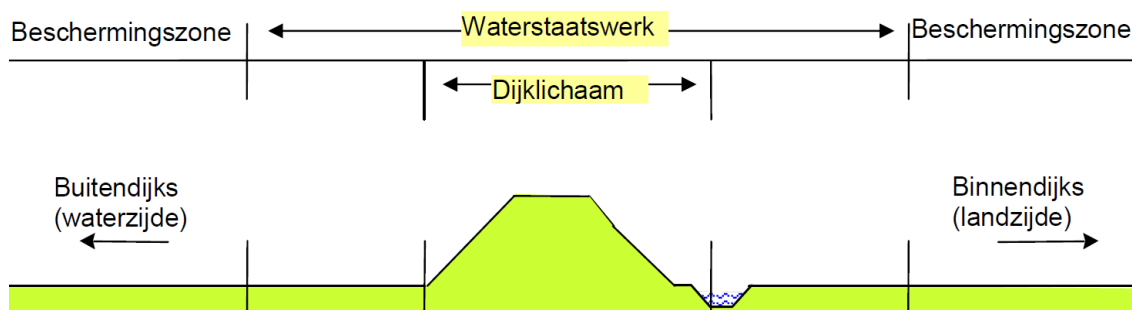 Beschermingszone
Waterstaatswerk
Beschermingszone
Dijklichaam
Buitendijks
(waterzijde)
Binnendijks
(landzijde)